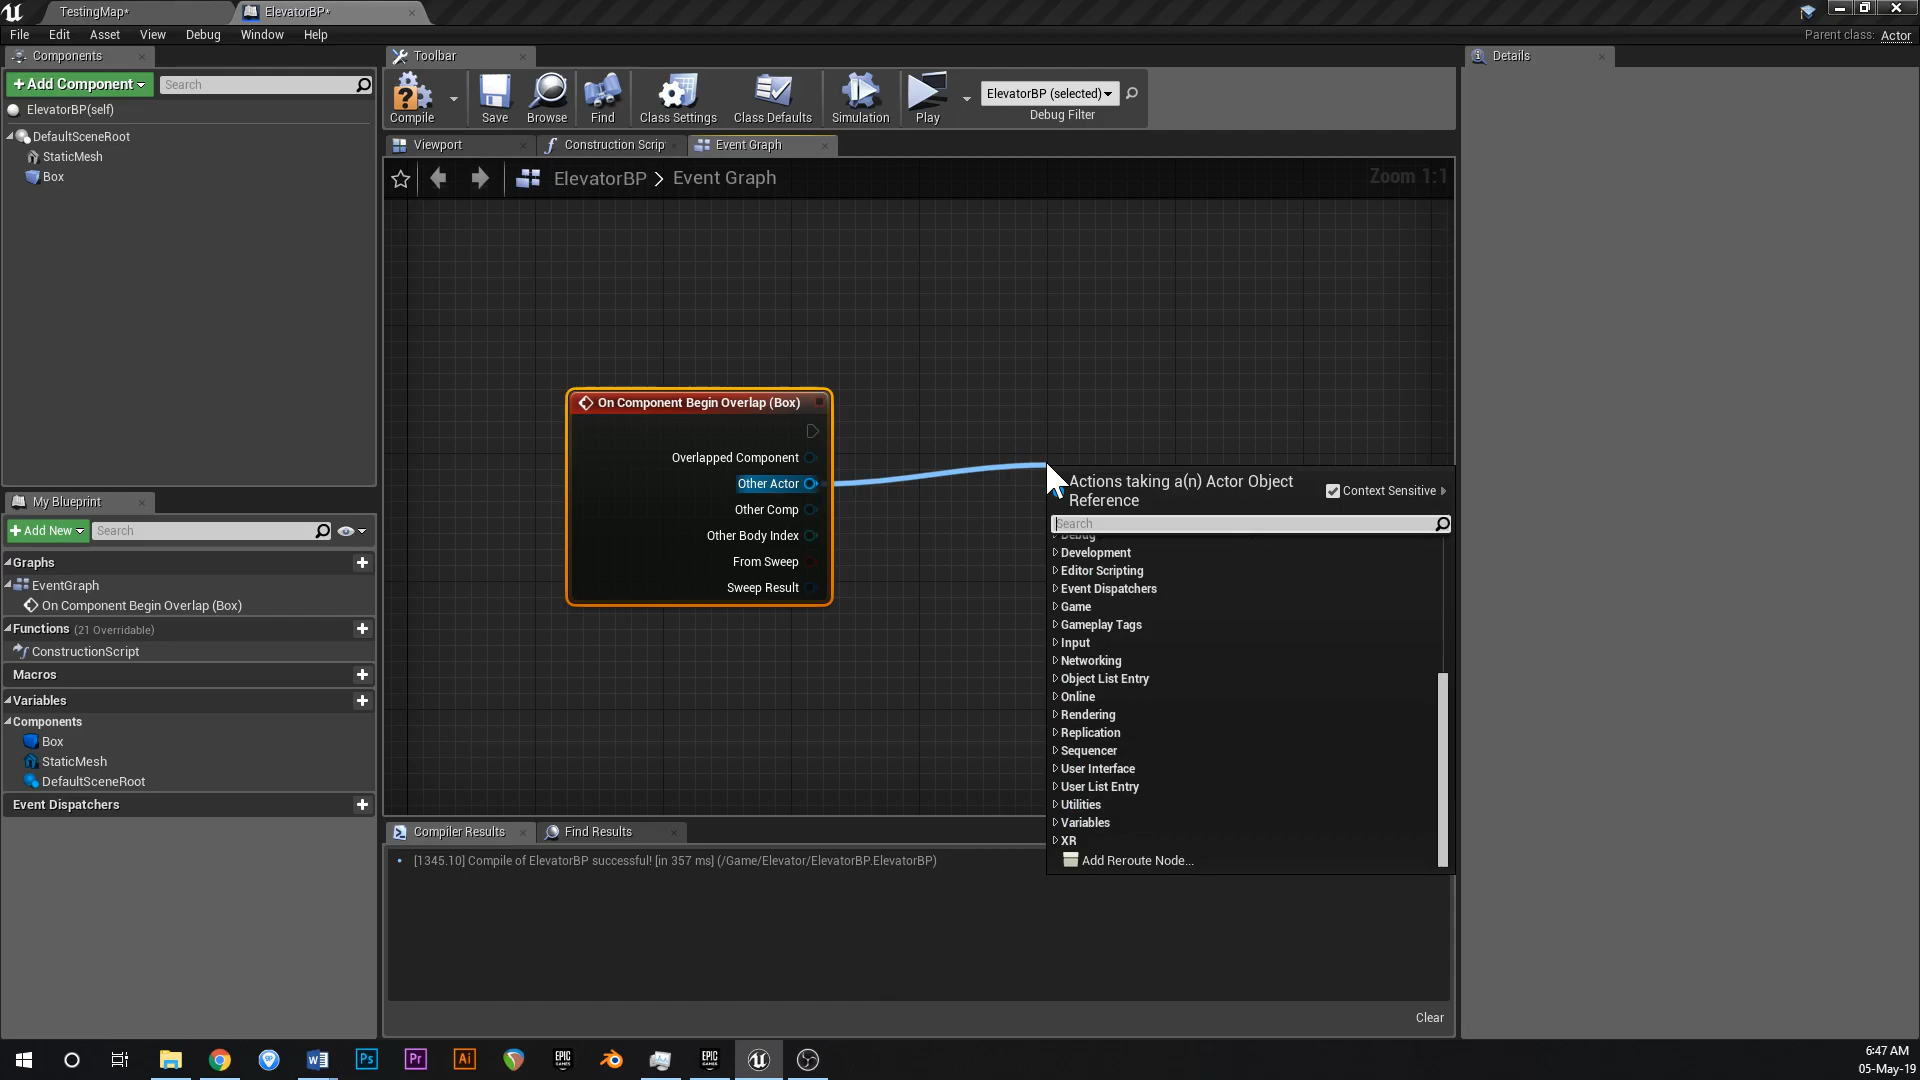 TestingMap*
ElevatorBP*
File Edit Asset View Debug Window Help
Parent class: Actor
Components
Toolbar
Details
+Add Component
Search
Compile
Save
Browse
Find
Class Settings
Class Defaults
Simulation
Play
ElevatorBP (selected)
Debug Filter
ElevatorBP(self)
DefaultSceneRoot
StaticMesh
Box
Viewport
Construction Scrip
Event Graph
ElevatorBP > Event Graph
Zoom 1:1
On Component Begin Overlap (Box)
Overlapped Component
Other Actor
Other Comp
Other Body Index
From Sweep
Sweep Result
Actions taking a(n) Actor Object
Reference
Context Sensitive
Search
Debug
Development
Editor Scripting
Event Dispatchers
Game
Gameplay Tags
Input
Networking
Object List Entry
Online
Rendering
Replication
Sequencer
User Interface
User List Entry
Utilities
Variables
XR
Add Reroute Node...
My Blueprint
+Add New
Search
Graphs
EventGraph
On Component Begin Overlap (Box)
Functions (21 Overridable)
ConstructionScript
Macros
Variables
Components
Box
StaticMesh
DefaultSceneRoot
Event Dispatchers
Compiler Results
Find Results
[1345.10] Compile of ElevatorBP successful! [in 357 ms] (/Game/Elevator/ElevatorBP.ElevatorBP)
Clear
Ps
Pr
Ai
EPIC
GAMES
EPIC
GAMES
6:47 AM
05-May-19